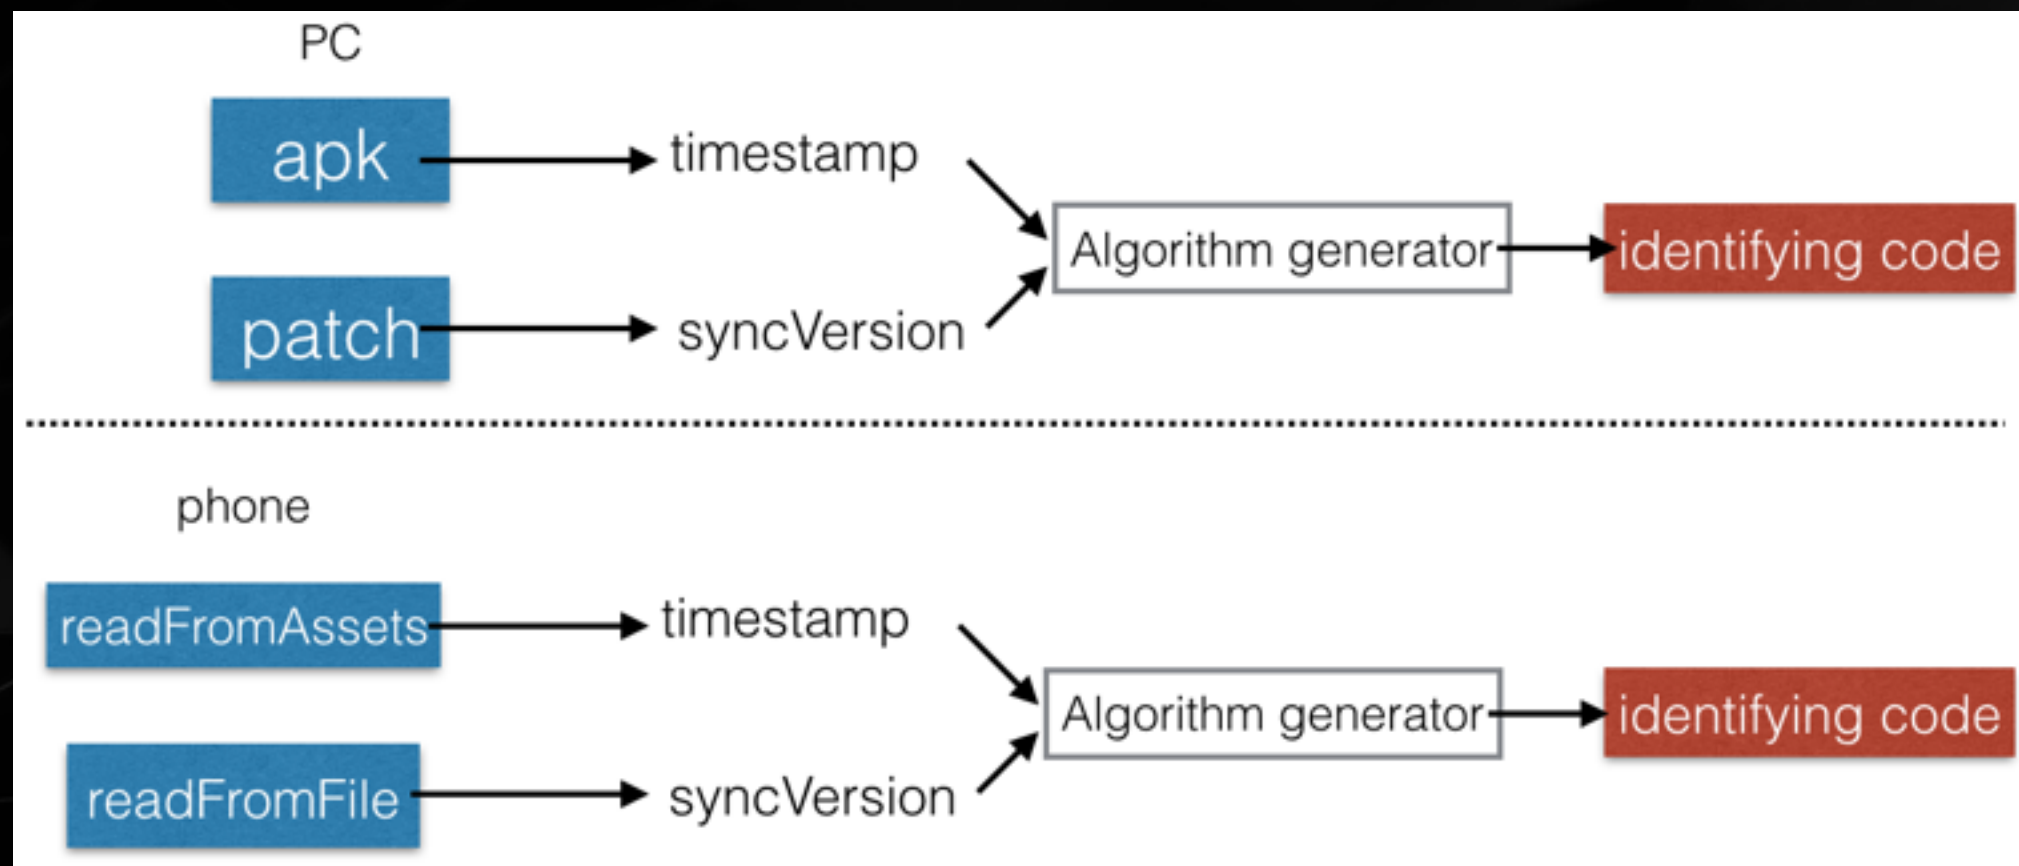 PC
apk
timestamp
Algorithm generator
identifying code
patch
syncVersion
phone
readFromAssets
timestamp
Algorithm generator
identifying code
readFromFile
syncVersion